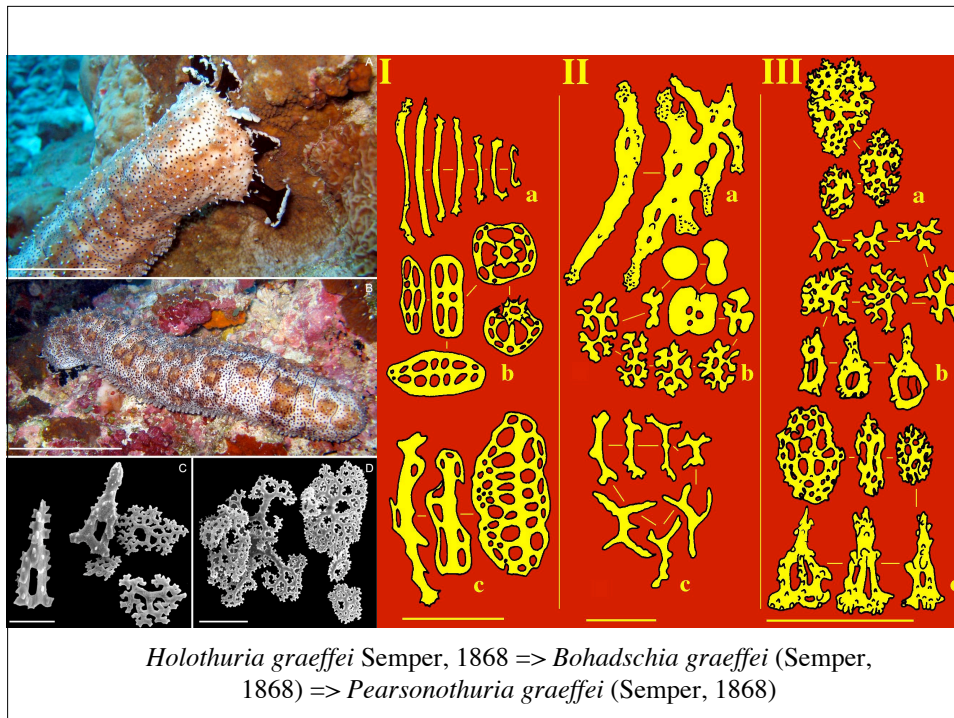 A
B
C
D
I
II
III
a
b
c
a
b
c
a
b
c
Holothuria graeffei Semper, 1868 => Bohadschia graeffei (Semper,
1868) => Pearsonothuria graeffei (Semper, 1868)